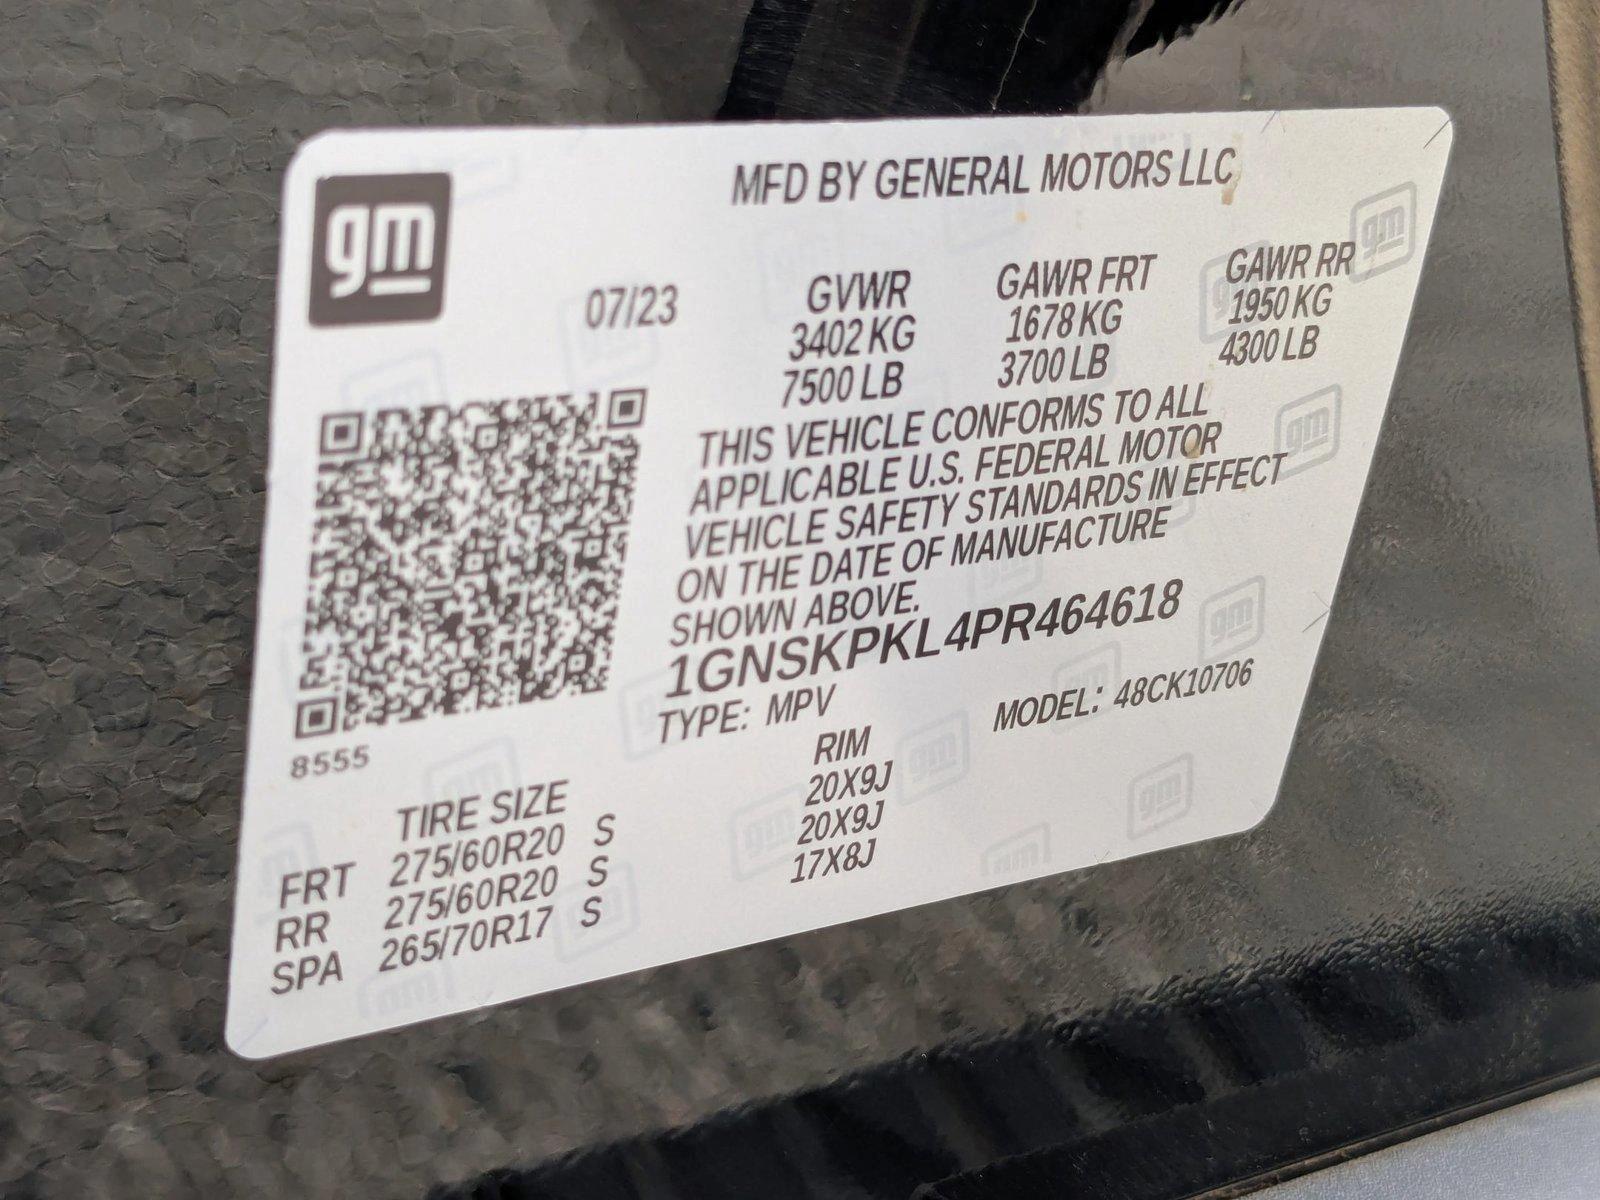 gm
MFD BY GENERAL MOTORS LLC
07/23 GVWR GAWR FRT GAWR RR
3402 KG 1678 KG 1950 KG
7500 LB 3700 LB 4300 LB
THIS VEHICLE CONFORMS TO ALL
APPLICABLE U.S. FEDERAL MOTOR
VEHICLE SAFETY STANDARDS IN EFFECT
ON THE DATE OF MANUFACTURE
SHOWN ABOVE.
1GNSKPKL4PR464618
TYPE: MPV MODEL: 48CK10706
8555
TIRE SIZE RIM
FRT 275/60R20 S 20X9J
RR 275/60R20 S 20X9J
SPA 265/70R17 S 17X8J